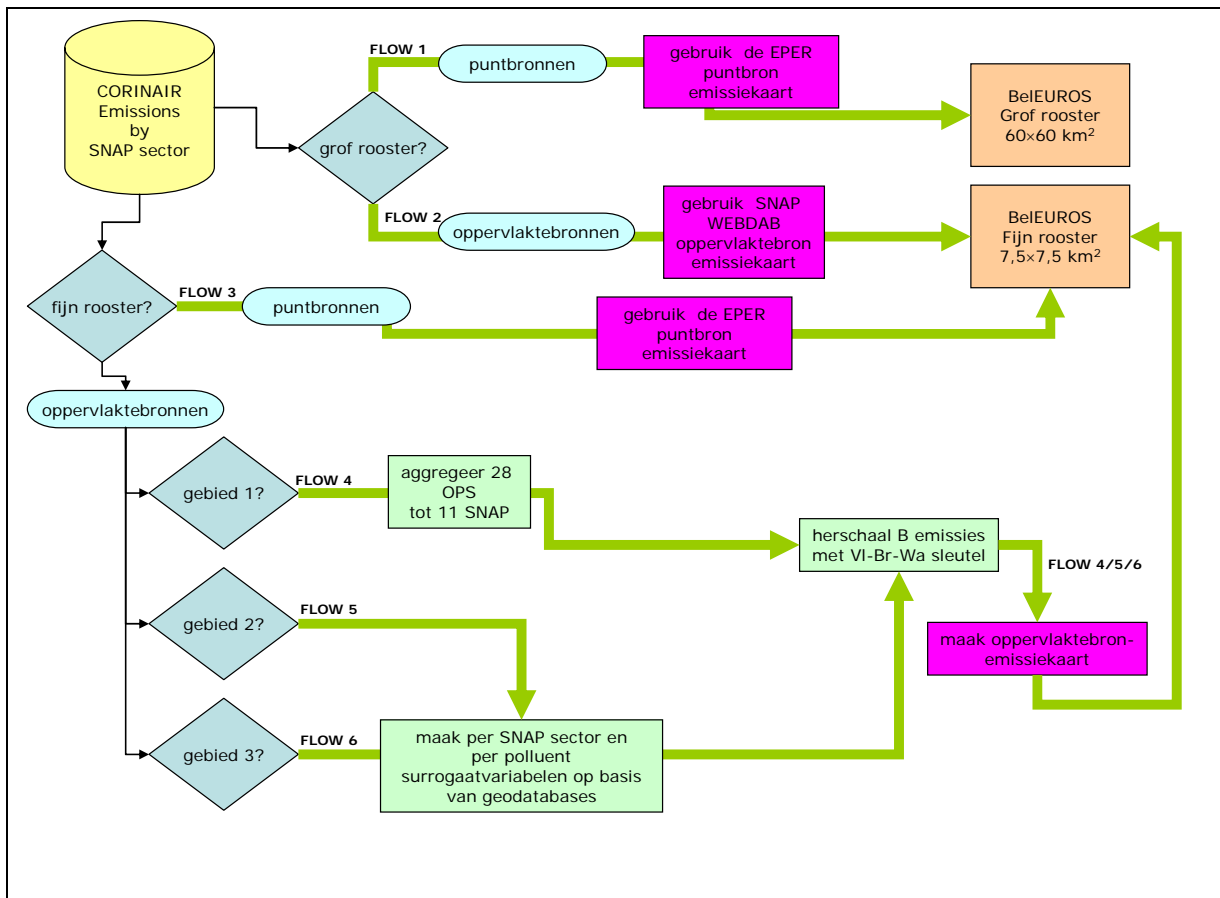 CORINAIR
Emissions
by
SNAP sector
grof rooster?
FLOW 1
puntbronnen
gebruik de EPER
puntbron
emissiekaart
BelEUROS
Grof rooster
60×60 km²
FLOW 2
oppervlaktebronnen
gebruik SNAP
WEBDAB
oppervlaktebron
emissiekaart
BelEUROS
Fijn rooster
7,5×7,5 km²
fijn rooster?
FLOW 3
puntbronnen
gebruik de EPER
puntbron
emissiekaart
oppervlaktebronnen
gebied 1?
FLOW 4
aggregeer 28
OPS
tot 11 SNAP
herschaal B emissies
met Vl-Br-Wa sleutel
FLOW 4/5/6
gebied 2?
FLOW 5
maak oppervlaktebron-
emissiekaart
gebied 3?
FLOW 6
maak per SNAP sector en
per polluent
surrogaatvariabelen op basis
van geodatabases